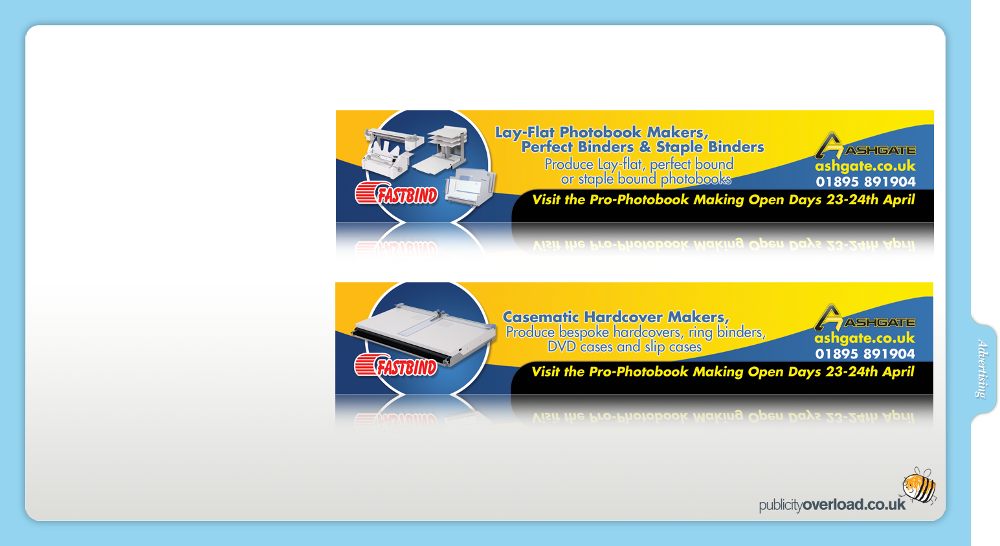 Lay-Flat Photobook Makers,
Perfect Binders & Staple Binders
Produce Lay-flat, perfect bound
or staple bound photobooks
FASTBIND
ASHGATE
ashgate.co.uk
01895 891904
Visit the Pro-Photobook Making Open Days 23-24th April
Casematic Hardcover Makers,
Produce bespoke hardcovers, ring binders,
DVD cases and slip cases
FASTBIND
ASHGATE
ashgate.co.uk
01895 891904
Visit the Pro-Photobook Making Open Days 23-24th April
Advertising
publicityoverload.co.uk